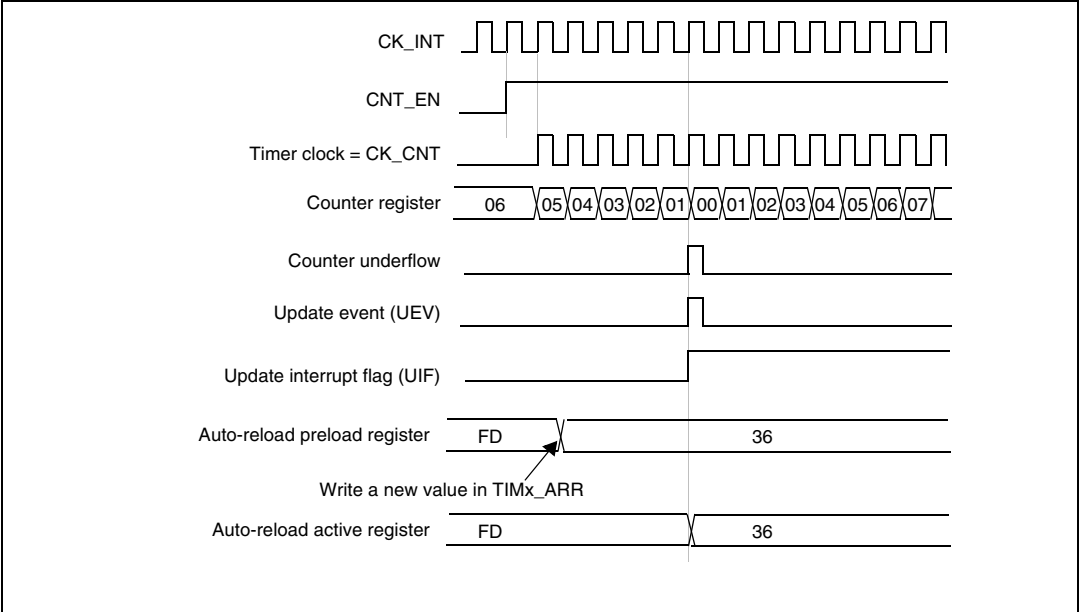 CK_INT
CNT_EN
Timer clock = CK_CNT
Counter register 06 05 04 03 02 01 00 01 02 03 04 05 06 07
Counter underflow
Update event (UEV)
Update interrupt flag (UIF)
Auto-reload preload register FD 36
Write a new value in TIMx_ARR
Auto-reload active register FD 36